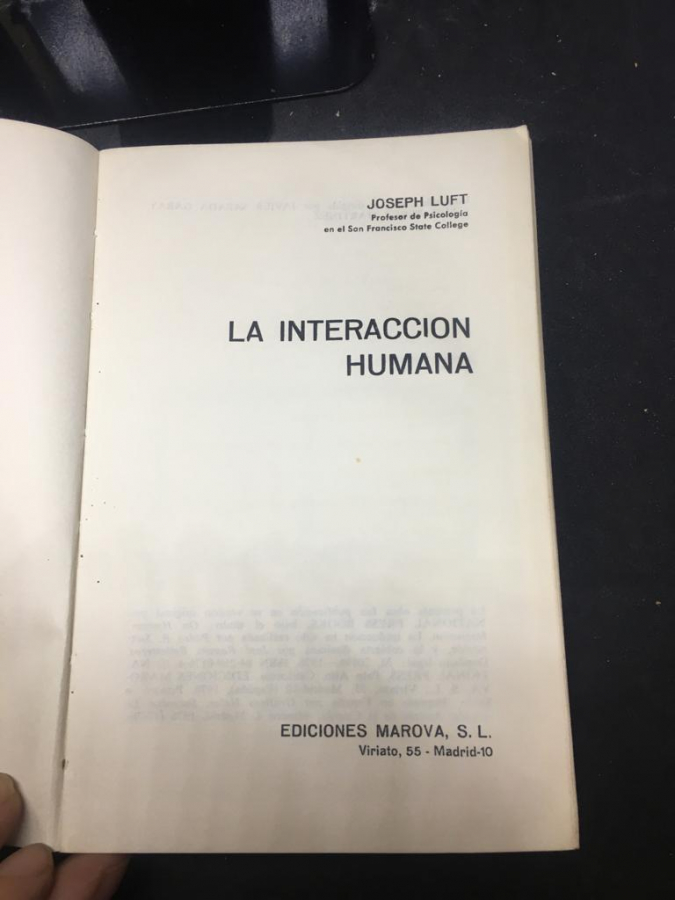 JOSEPH LUFT
Profesor de Psicología
en el San Francisco State College
LA INTERACCION
HUMANA
EDICIONES MAROVA, S. L.
Viriato, 55 - Madrid-10